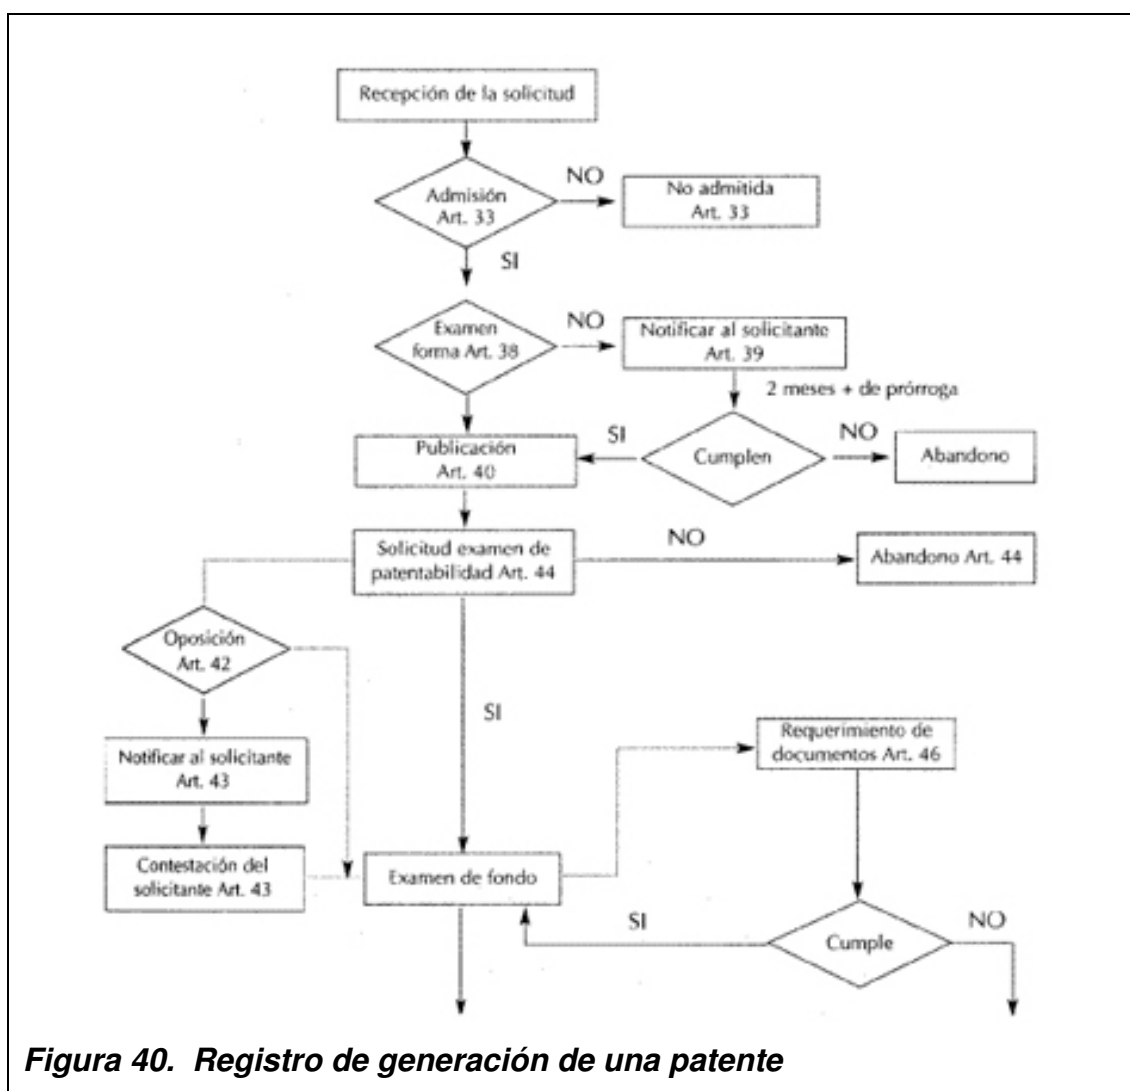 Recepción de la solicitud
Admisión
Art. 33
NO
No admitida
Art. 33
SI
Examen
forma Art. 38
NO
Notificar al solicitante
Art. 39
2 meses + de prórroga
Publicación
Art. 40
SI
Cumplen
NO
Abandono
Solicitud examen de
patentabilidad Art. 44
NO
Abandono Art. 44
Oposición
Art. 42
SI
Notificar al solicitante
Art. 43
Requerimiento de
documentos Art. 46
Contestación del
solicitante Art. 43
Examen de fondo
SI
Cumple
NO
Figura 40. Registro de generación de una patente